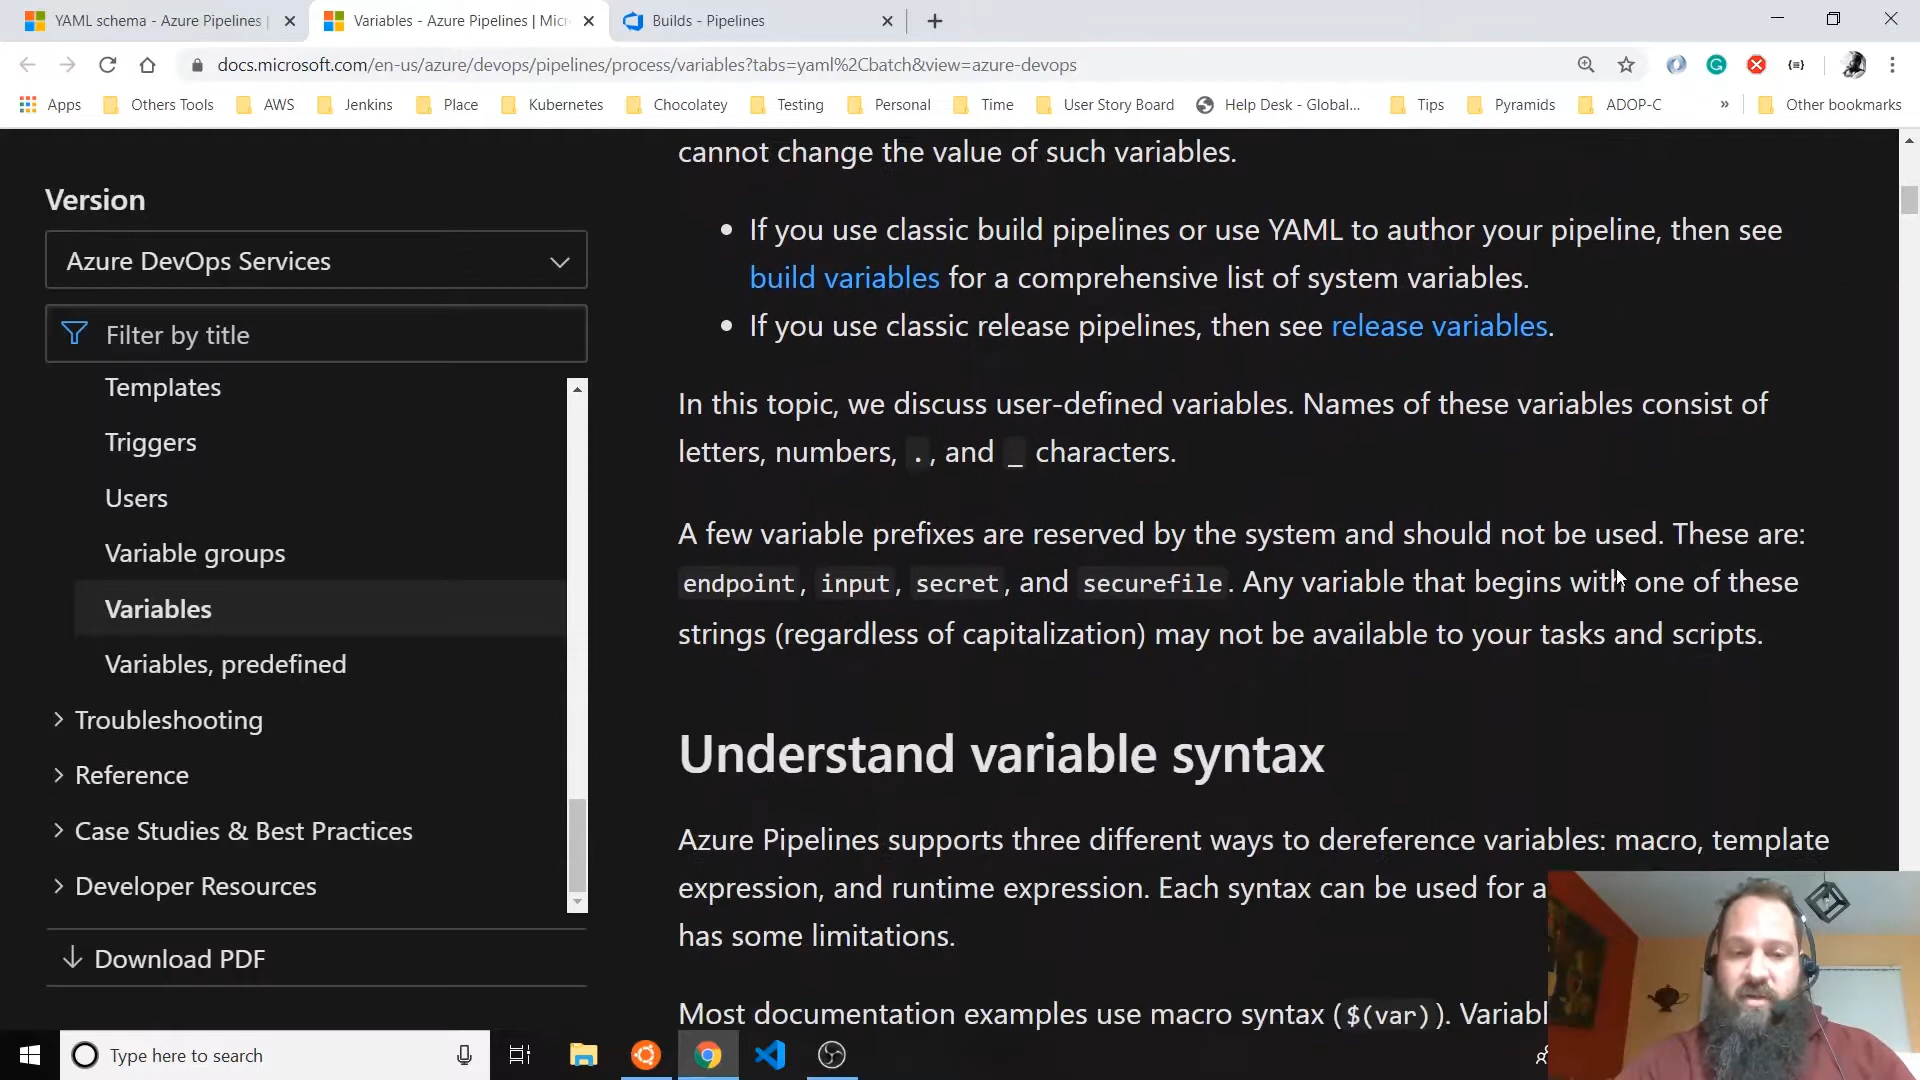 YAML schema - Azure Pipelines |
Variables - Azure Pipelines | Micr
Builds - Pipelines
docs.microsoft.com/en-us/azure/devops/pipelines/process/variables?tabs=yaml%2Cbatch&view=azure-devops
Apps
Others Tools
AWS
Jenkins
Place
Kubernetes
Chocolatey
Testing
Personal
Time
User Story Board
Help Desk - Global...
Tips
Pyramids
ADOP-C
»
Other bookmarks
Version
Azure DevOps Services
Filter by title
Templates
Triggers
Users
Variable groups
Variables
Variables, predefined
Troubleshooting
Reference
Case Studies & Best Practices
Developer Resources
Download PDF
cannot change the value of such variables.
• If you use classic build pipelines or use YAML to author your pipeline, then see
build variables for a comprehensive list of system variables.
• If you use classic release pipelines, then see release variables.
In this topic, we discuss user-defined variables. Names of these variables consist of
letters, numbers, ., and _ characters.
A few variable prefixes are reserved by the system and should not be used. These are:
endpoint, input, secret, and securefile. Any variable that begins with one of these
strings (regardless of capitalization) may not be available to your tasks and scripts.
Understand variable syntax
Azure Pipelines supports three different ways to dereference variables: macro, template
expression, and runtime expression. Each syntax can be used for a
has some limitations.
Most documentation examples use macro syntax ($(var)). Variabl
Type here to search